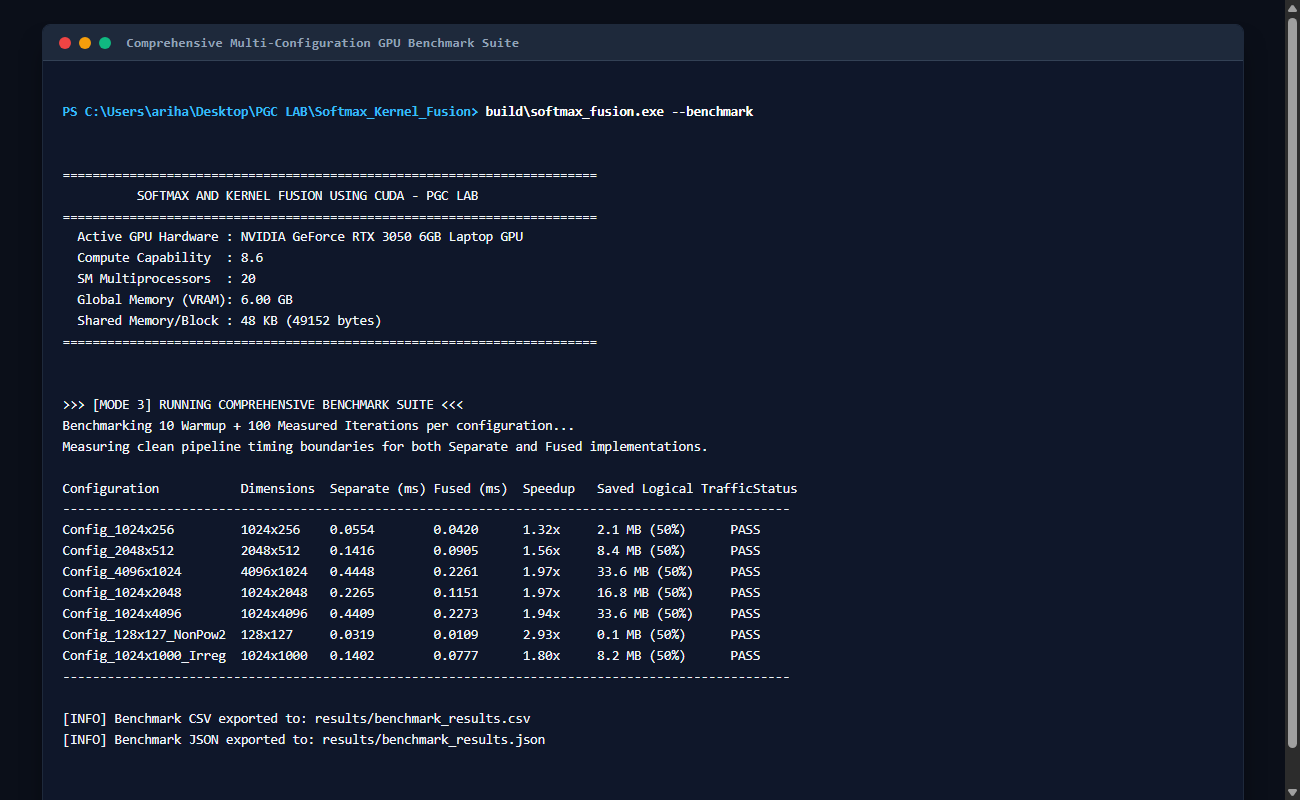 Comprehensive Multi-Configuration GPU Benchmark Suite
PS C:\Users\ariha\Desktop\PGC LAB\Softmax_Kernel_Fusion> build\softmax_fusion.exe --benchmark
========================================================================
SOFTMAX AND KERNEL FUSION USING CUDA - PGC LAB
========================================================================
Active GPU Hardware : NVIDIA GeForce RTX 3050 6GB Laptop GPU
Compute Capability  : 8.6
SM Multiprocessors  : 20
Global Memory (VRAM): 6.00 GB
Shared Memory/Block : 48 KB (49152 bytes)
========================================================================
>>> [MODE 3] RUNNING COMPREHENSIVE BENCHMARK SUITE <<<
Benchmarking 10 Warmup + 100 Measured Iterations per configuration...
Measuring clean pipeline timing boundaries for both Separate and Fused implementations.
Configuration           Dimensions  Separate (ms) Fused (ms)  Speedup   Saved Logical TrafficStatus
--------------------------------------------------------------------------------------------------
Config_1024x256         1024x256    0.0554        0.0420      1.32x     2.1 MB (50%)      PASS
Config_2048x512         2048x512    0.1416        0.0905      1.56x     8.4 MB (50%)      PASS
Config_4096x1024        4096x1024   0.4448        0.2261      1.97x     33.6 MB (50%)     PASS
Config_1024x2048        1024x2048   0.2265        0.1151      1.97x     16.8 MB (50%)     PASS
Config_1024x4096        1024x4096   0.4409        0.2273      1.94x     33.6 MB (50%)     PASS
Config_128x127_NonPow2  128x127     0.0319        0.0109      2.93x     0.1 MB (50%)      PASS
Config_1024x1000_Irreg  1024x1000   0.1402        0.0777      1.80x     8.2 MB (50%)      PASS
--------------------------------------------------------------------------------------------------
[INFO] Benchmark CSV exported to: results/benchmark_results.csv
[INFO] Benchmark JSON exported to: results/benchmark_results.json